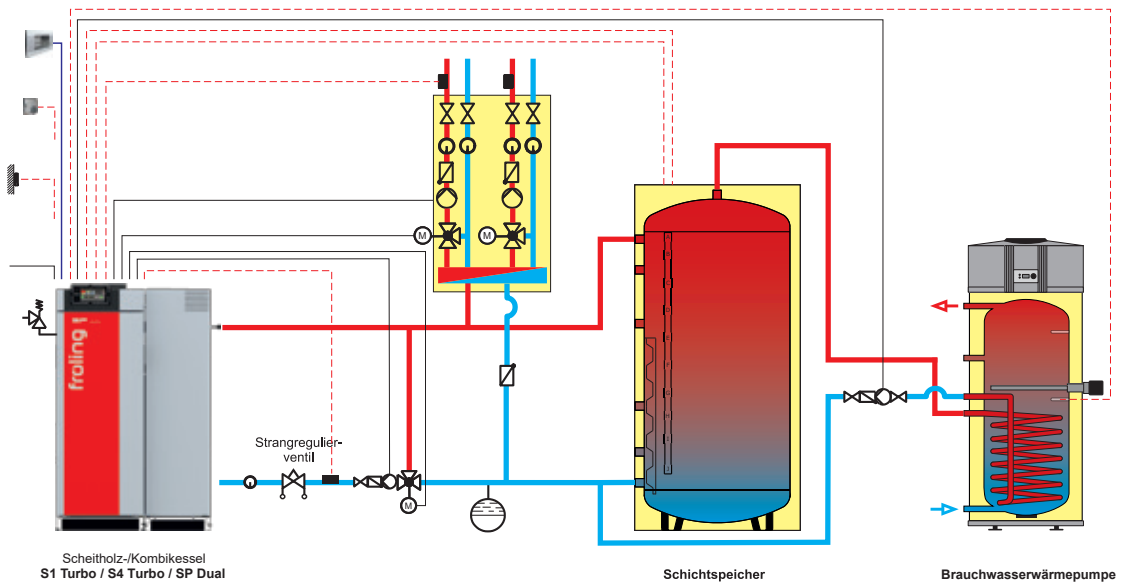 M
M
froling
Strangregulier-
ventil
M
Scheitholz-/Kombikessel
S1 Turbo / S4 Turbo / SP Dual
Schichtspeicher
Brauchwasserwärmepumpe